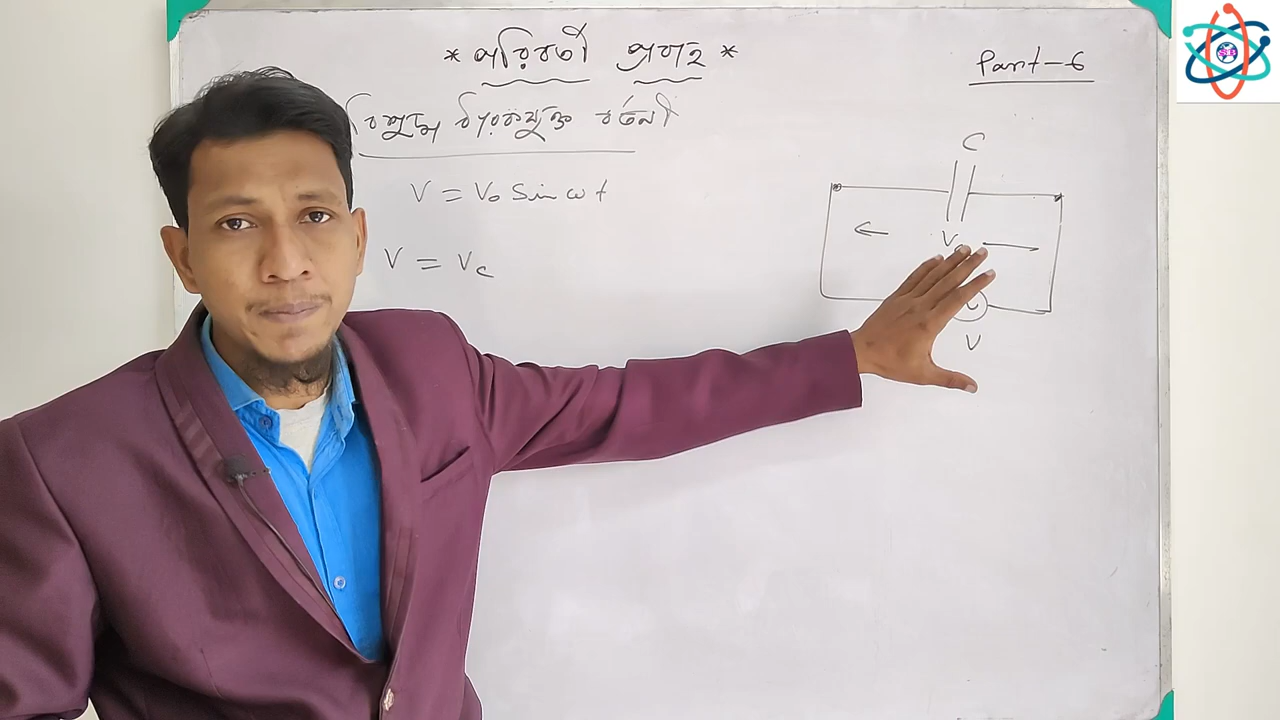 * পরিবর্তী প্রবাহ *
Part-6
বিশুদ্ধ ধারকযুক্ত বর্তনী
V = V₀ Sin ωt
V = Vc
C
V
V